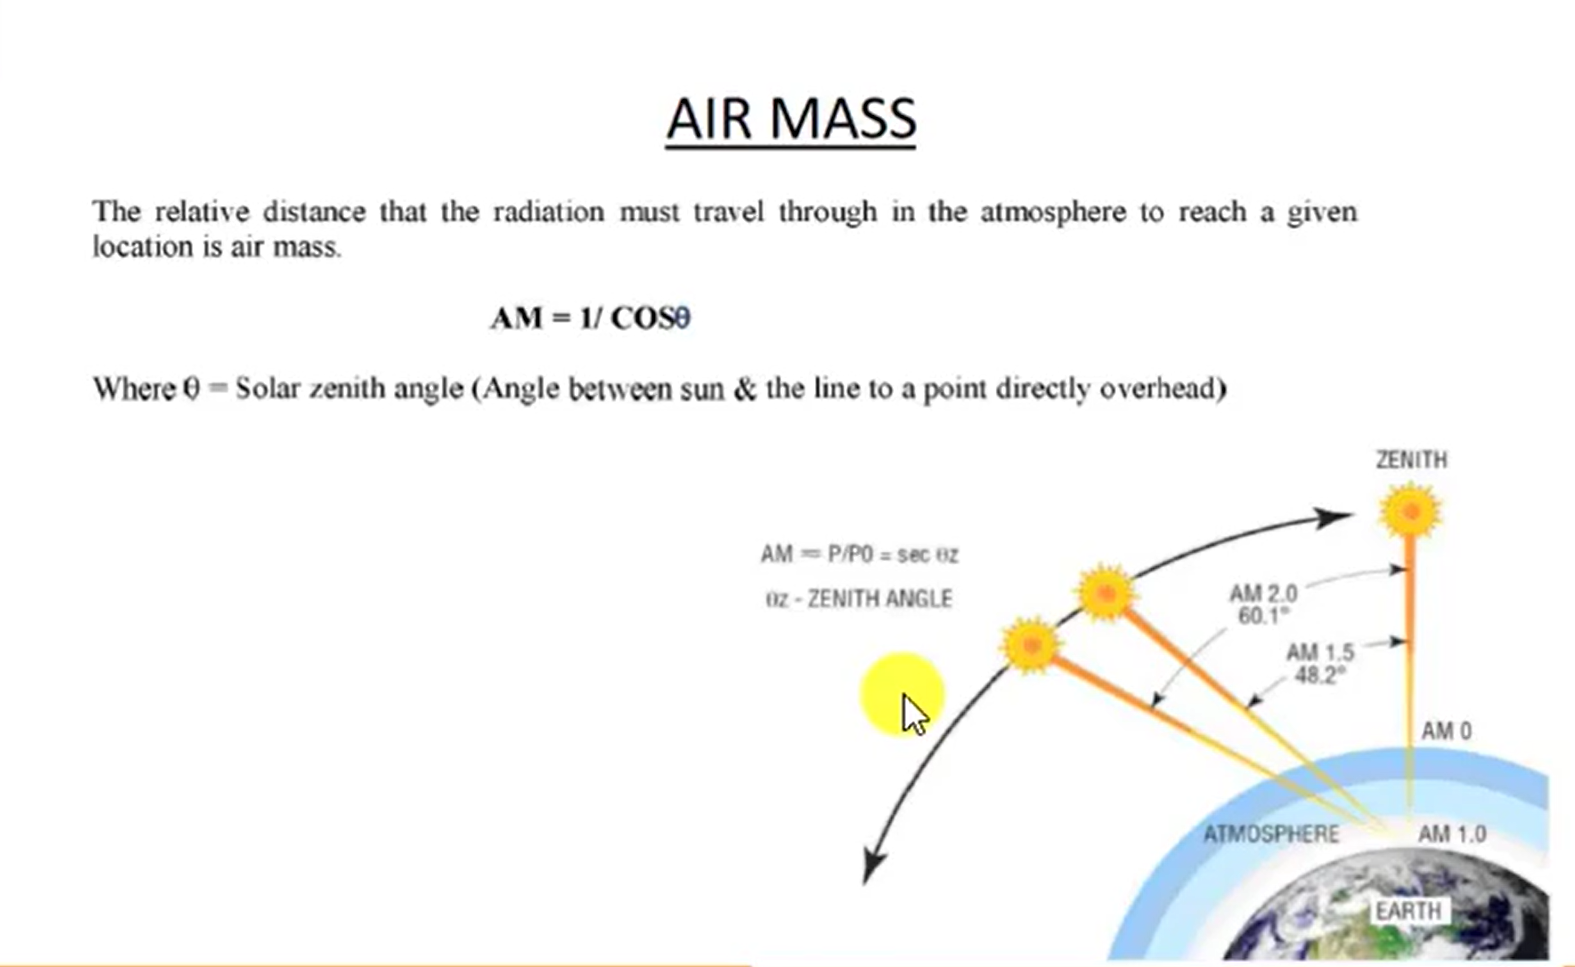 AIR MASS
The relative distance that the radiation must travel through in the atmosphere to reach a given
location is air mass.
AM = 1/ COSθ
Where θ = Solar zenith angle (Angle between sun & the line to a point directly overhead)
ZENITH
AM = P/P0 = sec θz
θz - ZENITH ANGLE
AM 2.0
60.1°
AM 1.5
48.2°
AM 0
ATMOSPHERE
AM 1.0
EARTH